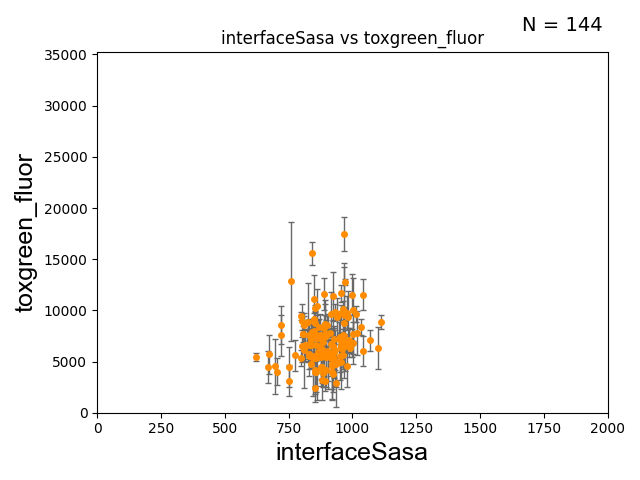 N = 144
interfaceSasa vs toxgreen_fluor
35000
30000
25000
20000
15000
10000
5000
0
toxgreen_fluor
0 250 500 750 1000 1250 1500 1750 2000
interfaceSasa